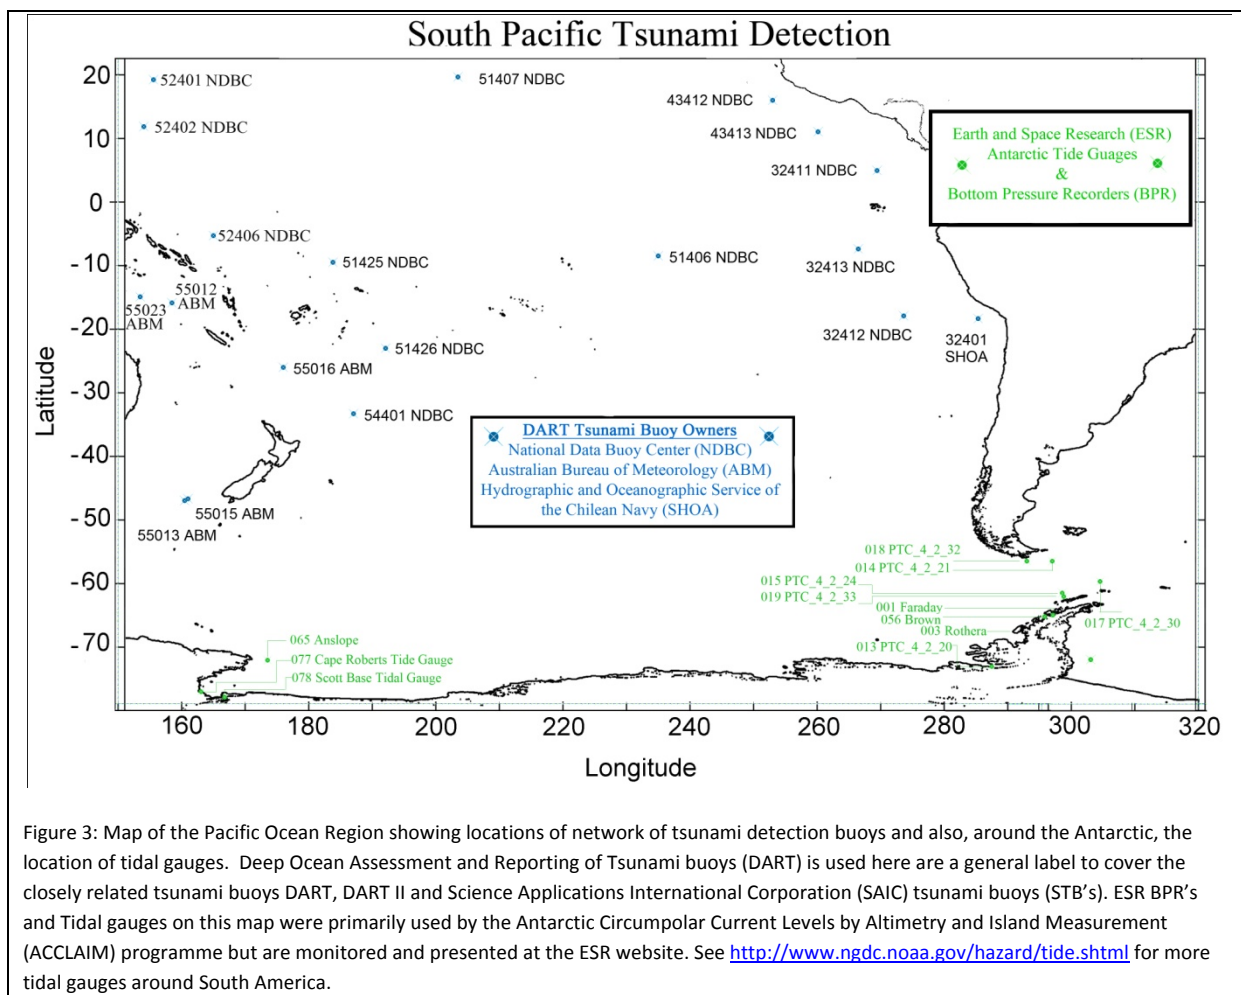 South Pacific Tsunami Detection
20
10
0
-10
-20
-30
-40
-50
-60
-70
Latitude
52401 NDBC
51407 NDBC
43412 NDBC
52402 NDBC
43413 NDBC
32411 NDBC
Earth and Space Research (ESR)
Antarctic Tide Guages
&
Bottom Pressure Recorders (BPR)
52406 NDBC
51425 NDBC
51406 NDBC
32413 NDBC
55012
ABM
55023
ABM
32412 NDBC
32401
SHOA
51426 NDBC
55016 ABM
54401 NDBC
DART Tsunami Buoy Owners
National Data Buoy Center (NDBC)
Australian Bureau of Meteorology (ABM)
Hydrographic and Oceanographic Service of
the Chilean Navy (SHOA)
55015 ABM
55013 ABM
018 PTC_4_2_32
014 PTC_4_2_21
015 PTC_4_2_24
019 PTC_4_2_33
001 Faraday
056 Brown
003 Rothera
017 PTC_4_2_30
013 PTC_4_2_20
065 Anslope
077 Cape Roberts Tide Gauge
078 Scott Base Tidal Gauge
160 180 200 220 240 260 280 300 320
Longitude
Figure 3: Map of the Pacific Ocean Region showing locations of network of tsunami detection buoys and also, around the Antarctic, the
location of tidal gauges. Deep Ocean Assessment and Reporting of Tsunami buoys (DART) is used here are a general label to cover the
closely related tsunami buoys DART, DART II and Science Applications International Corporation (SAIC) tsunami buoys (STB's). ESR BPR's
and Tidal gauges on this map were primarily used by the Antarctic Circumpolar Current Levels by Altimetry and Island Measurement
(ACCLAIM) programme but are monitored and presented at the ESR website. See http://www.ngdc.noaa.gov/hazard/tide.shtml for more
tidal gauges around South America.